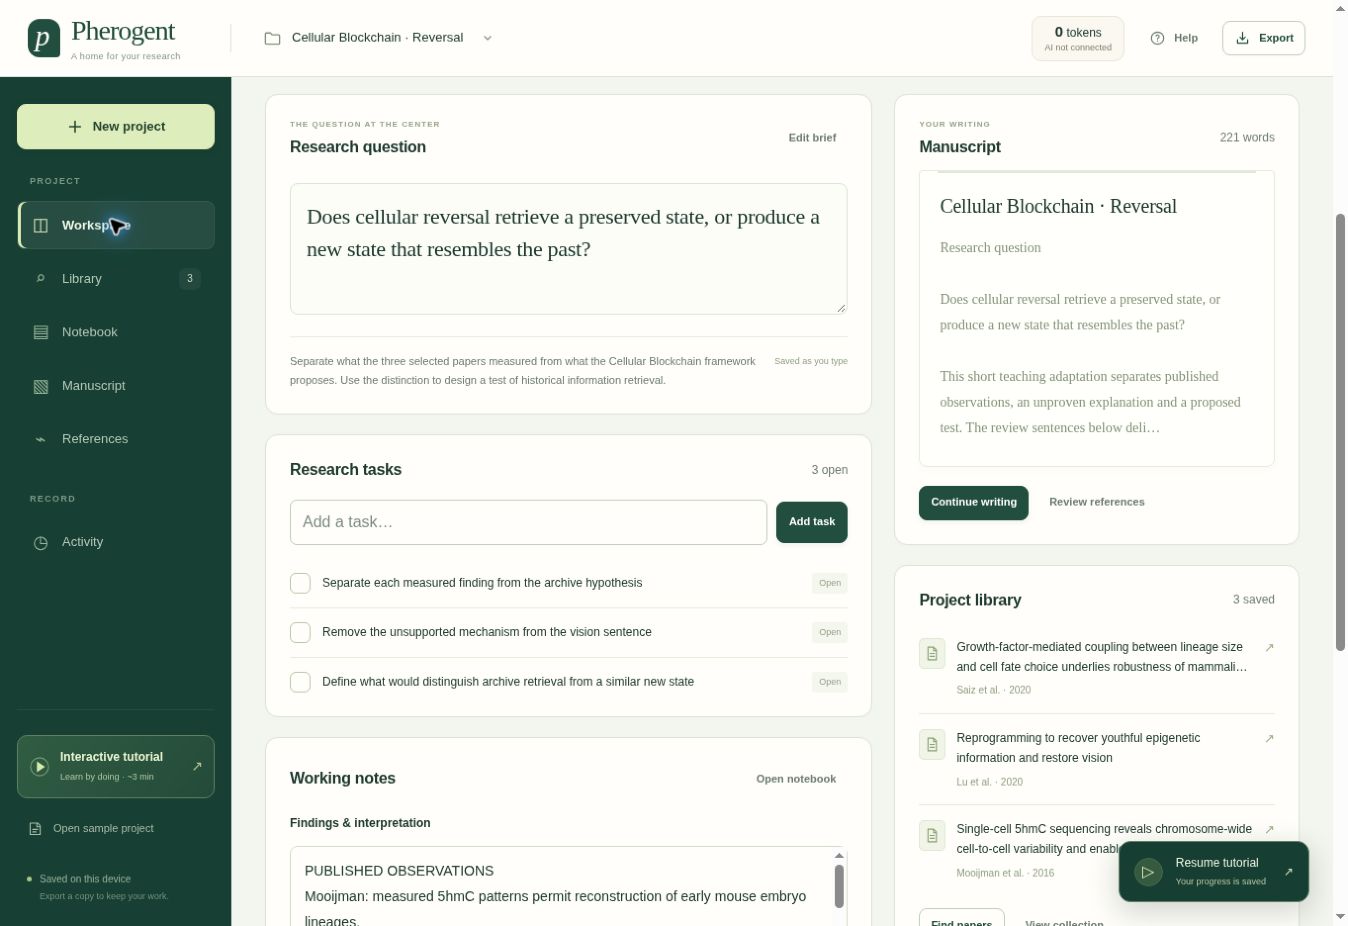 p
Pherogent
A home for your research
Cellular Blockchain · Reversal
0 tokens
AI not connected
Help
Export
New project
PROJECT
Workspace
Library
3
Notebook
Manuscript
References
RECORD
Activity
Interactive tutorial
Learn by doing · ~3 min
↗
Open sample project
Saved on this device
Export a copy to keep your work.
THE QUESTION AT THE CENTER
Research question
Edit brief
Does cellular reversal retrieve a preserved state, or produce a
new state that resembles the past?
Separate what the three selected papers measured from what the Cellular Blockchain framework
proposes. Use the distinction to design a test of historical information retrieval.
Saved as you type
Research tasks
3 open
Add a task…
Add task
Separate each measured finding from the archive hypothesis
Open
Remove the unsupported mechanism from the vision sentence
Open
Define what would distinguish archive retrieval from a similar new state
Open
Working notes
Open notebook
Findings & interpretation
PUBLISHED OBSERVATIONS
Mooijman: measured 5hmC patterns permit reconstruction of early mouse embryo
lineages.
YOUR WRITING
Manuscript
221 words
Cellular Blockchain · Reversal
Research question
Does cellular reversal retrieve a preserved state, or
produce a new state that resembles the past?
This short teaching adaptation separates published
observations, an unproven explanation and a proposed
test. The review sentences below deli…
Continue writing
Review references
Project library
3 saved
Growth-factor-mediated coupling between lineage size
and cell fate choice underlies robustness of mammali…
↗
Saiz et al. · 2020
Reprogramming to recover youthful epigenetic
information and restore vision
↗
Lu et al. · 2020
Single-cell 5hmC sequencing reveals chromosome-wide
cell-to-cell variability and enabl
↗
Mooijman et al. · 2016
Resume tutorial
Your progress is saved
↗
Find papers
View collection